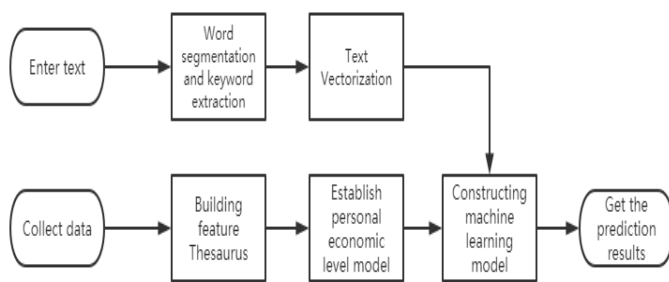 Enter text
Word
segmentation
and keyword
extraction
Text
Vectorization
Collect data
Building
feature
Thesaurus
Establish
personal
economic
level model
Constructing
machine
learning
model
Get the
prediction
results